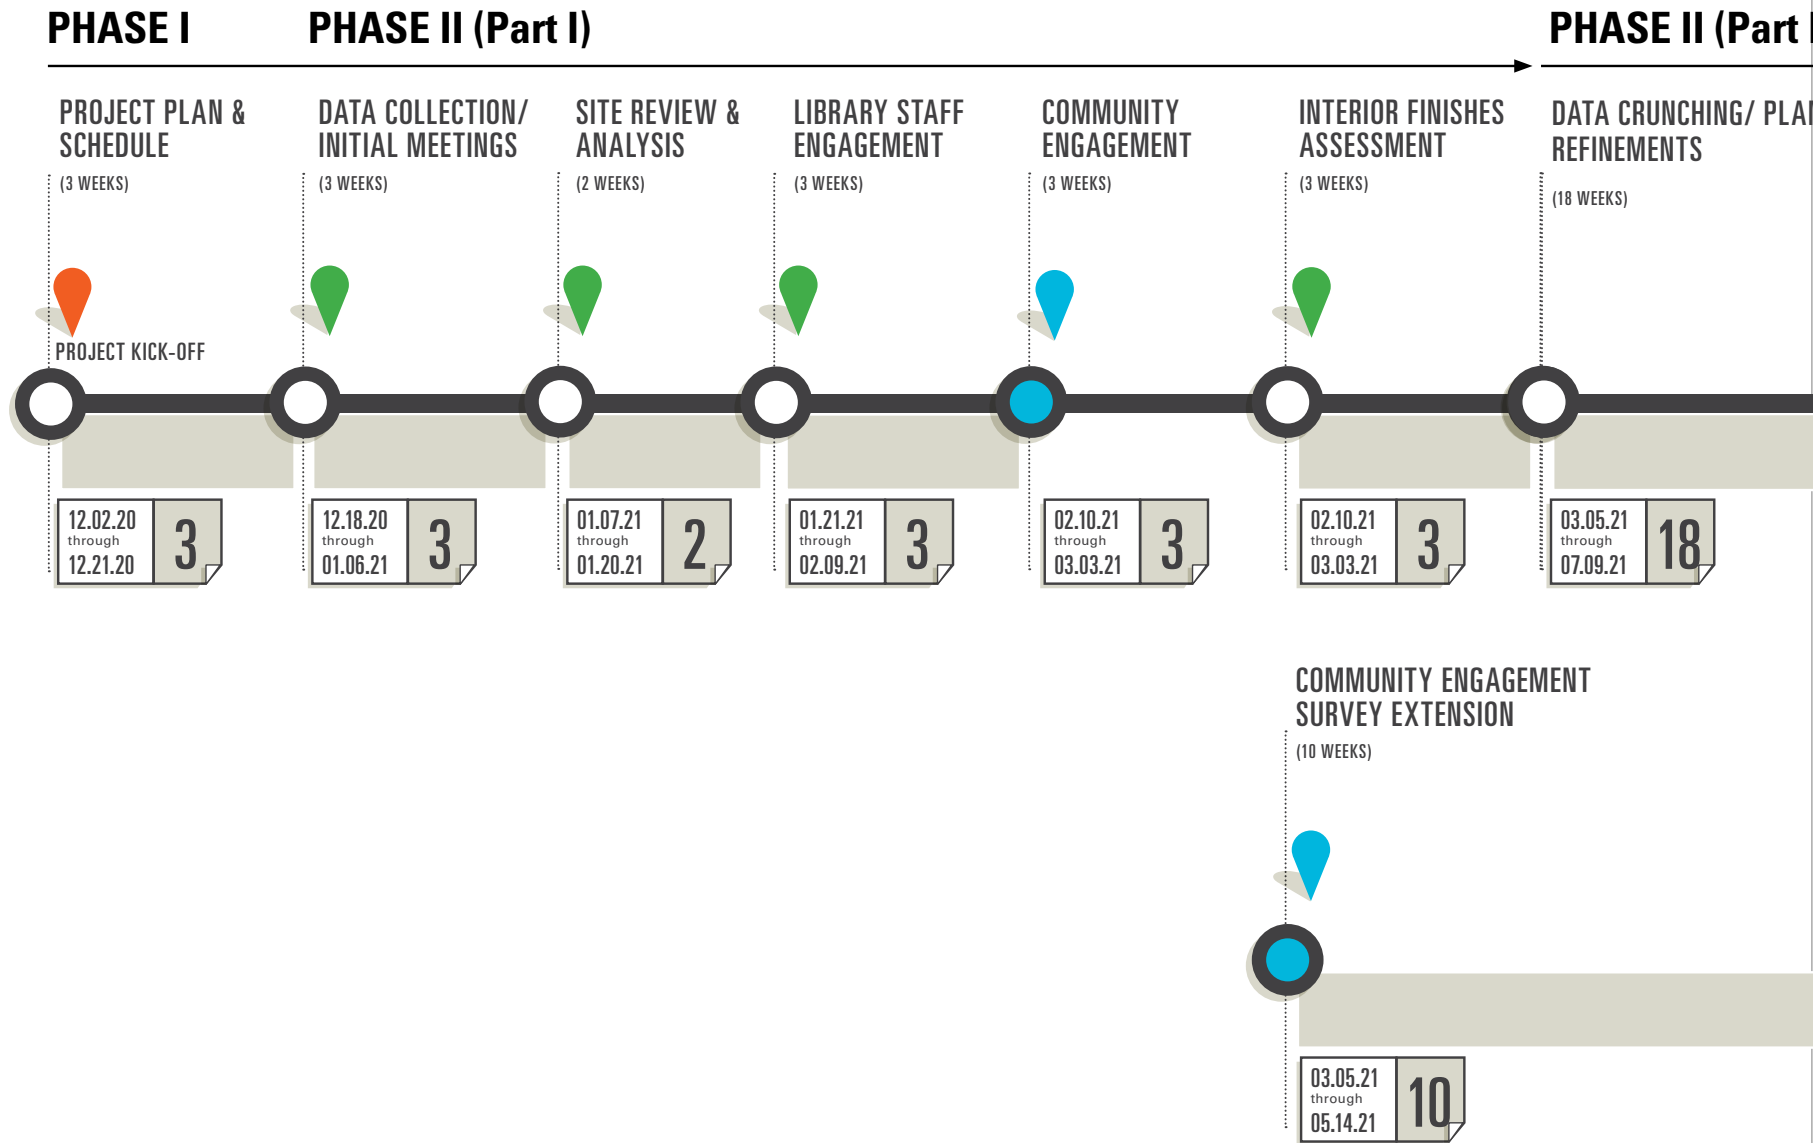 PHASE I
PHASE II (Part I)
PHASE II (Part
PROJECT PLAN &
SCHEDULE
(3 WEEKS)
DATA COLLECTION/
INITIAL MEETINGS
(3 WEEKS)
SITE REVIEW &
ANALYSIS
(2 WEEKS)
LIBRARY STAFF
ENGAGEMENT
(3 WEEKS)
COMMUNITY
ENGAGEMENT
(3 WEEKS)
INTERIOR FINISHES
ASSESSMENT
(3 WEEKS)
DATA CRUNCHING/
REFINEMENTS
(18 WEEKS)
PROJECT KICK-OFF
12.02.20
through
12.21.20
3
12.18.20
through
01.06.21
3
01.07.21
through
01.20.21
2
01.21.21
through
02.09.21
3
02.10.21
through
03.03.21
3
02.10.21
through
03.03.21
3
03.05.21
through
07.09.21
18
COMMUNITY ENGAGEMENT
SURVEY EXTENSION
(10 WEEKS)
03.05.21
through
05.14.21
10